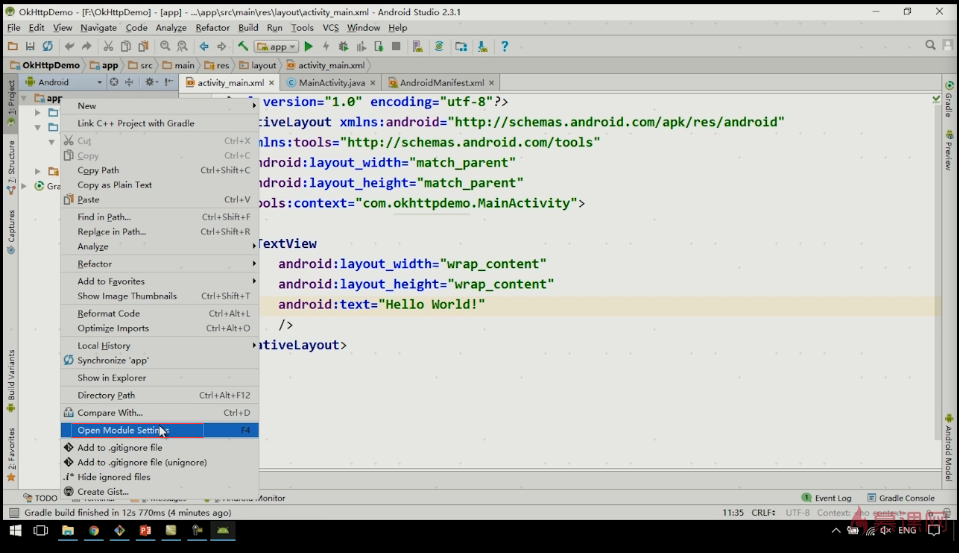 OkHttpDemo - [F:\OkHttpDemo] - [app] - ...\app\src\main\res\layout\activity_main.xml - Android Studio 2.3.1
File Edit View Navigate Code Analyze Refactor Build Run Tools VCS Window Help
app
OkHttpDemo app src main res layout activity_main.xml
Android activity_main.xml MainActivity.java AndroidManifest.xml
app
version="1.0" encoding="utf-8"?>
ativeLayout xmlns:android="http://schemas.android.com/apk/res/android"
mlns:tools="http://schemas.android.com/tools"
ndroid:layout_width="match_parent"
ndroid:layout_height="match_parent"
ools:context="com.okhttpdemo.MainActivity">
TextView
android:layout_width="wrap_content"
android:layout_height="wrap_content"
android:text="Hello World!"
/>
ativeLayout>
New
Link C++ Project with Gradle
Cut Ctrl+X
Copy Ctrl+C
Copy Path Ctrl+Shift+C
Copy as Plain Text
Paste Ctrl+V
Find in Path... Ctrl+Shift+F
Replace in Path... Ctrl+Shift+R
Analyze
Refactor
Add to Favorites
Show Image Thumbnails Ctrl+Shift+T
Reformat Code Ctrl+Alt+L
Optimize Imports Ctrl+Alt+O
Local History
Synchronize 'app'
Show in Explorer
Directory Path Ctrl+Alt+F12
Compare With... Ctrl+D
Open Module Settings F4
Add to .gitignore file
Add to .gitignore file (unignore)
Hide ignored files
Create Gist...
Gra
1: Project
7: Structure
Captures
Build Variants
2: Favorites
Gradle
Preview
Android Model
TODO Terminal Messages Android Monitor Event Log Gradle Console
Gradle build finished in 12s 770ms (4 minutes ago) 11:35 CRLF: UTF-8 Context: no context
慕课网
ENG